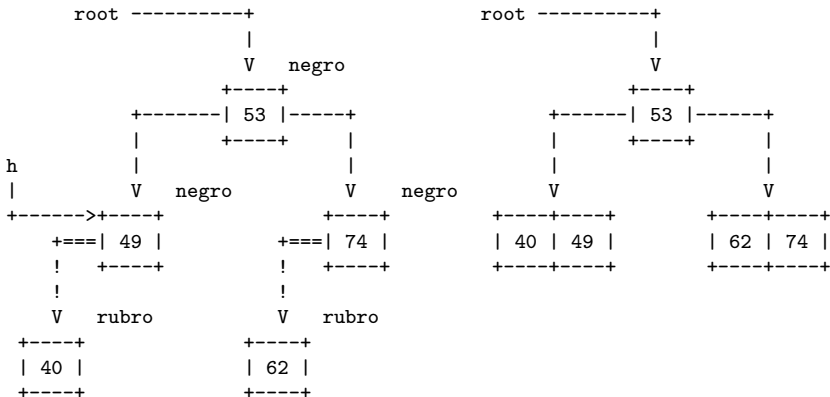 root ----------+ root ----------+
| |
V negro V
+-----+ +-----+
+-------| 53 |-----+ +------| 53 |------+
| +-----+ | | +-----+ |
h | | | |
| V negro V negro V V
+------>+----+ +----+ +----+----+ +----+----+
+===| 49 | +===| 74 | | 40 | 49 | | 62 | 74 |
! +----+ ! +----+ +----+----+ +----+----+
! !
V rubro V rubro
+----+ +----+
| 40 | | 62 |
+----+ +----+